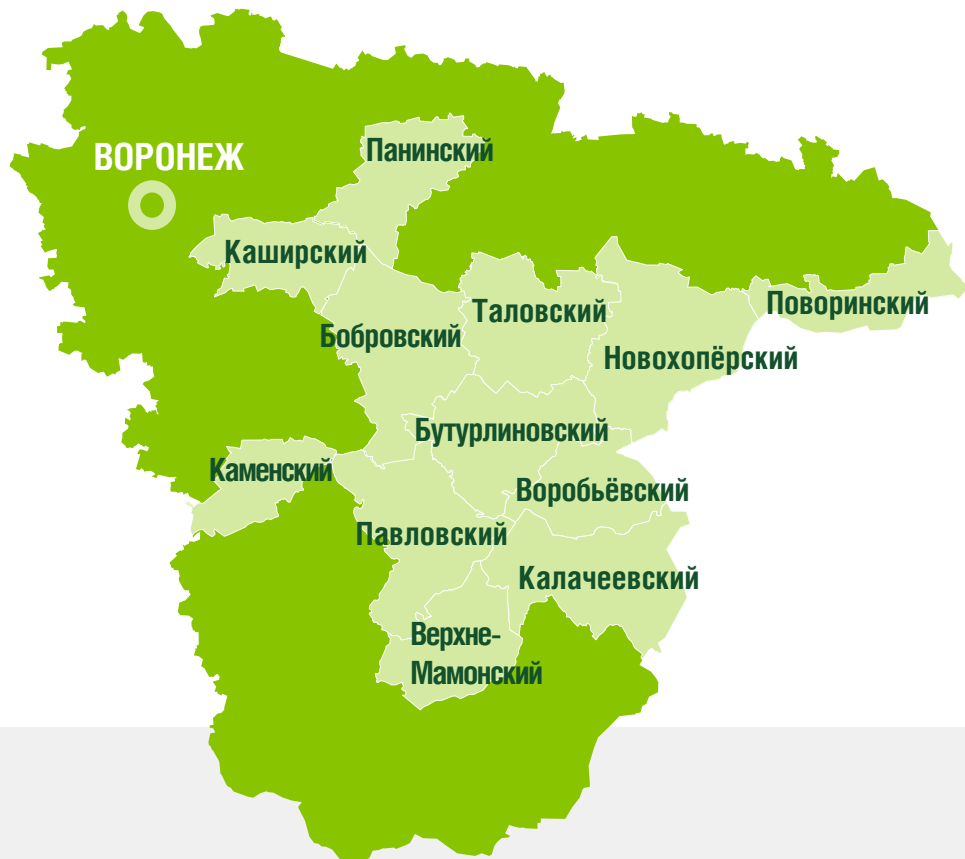 Панинский
ВОРОНЕЖ
Каширский
Поворинский
Таловский
Бобровский
Новохопёрский
Бутурлиновский
Каменский
Воробьёвский
Павловский
Калачеевский
Верхне-
Мамонский